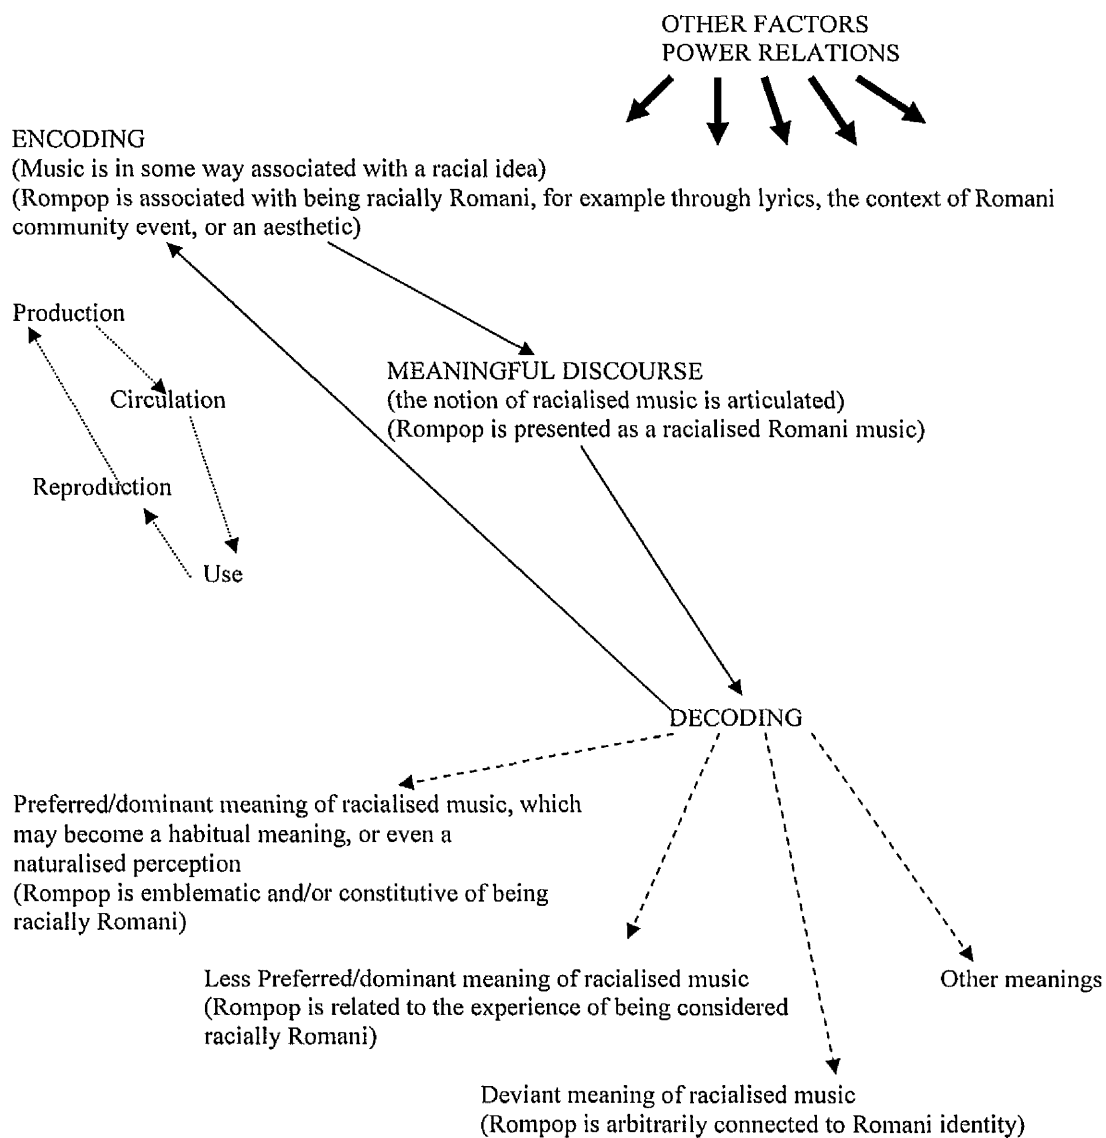 OTHER FACTORS
POWER RELATIONS
ENCODING
(Music is in some way associated with a racial idea)
(Rompop is associated with being racially Romani, for example through lyrics, the context of Romani
community event, or an aesthetic)
Production
Circulation
Reproduction
Use
MEANINGFUL DISCOURSE
(the notion of racialised music is articulated)
(Rompop is presented as a racialised Romani music)
DECODING
Preferred/dominant meaning of racialised music, which
may become a habitual meaning, or even a
naturalised perception
(Rompop is emblematic and/or constitutive of being
racially Romani)
Less Preferred/dominant meaning of racialised music
(Rompop is related to the experience of being considered
racially Romani)
Other meanings
Deviant meaning of racialised music
(Rompop is arbitrarily connected to Romani identity)